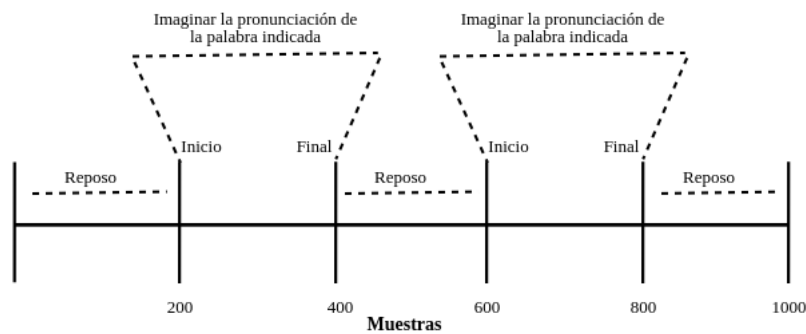 Imaginar la pronunciación de
la palabra indicada
Imaginar la pronunciación de
la palabra indicada
Inicio
Final
Inicio
Final
Reposo
Reposo
Reposo
200
400
600
800
1000
Muestras